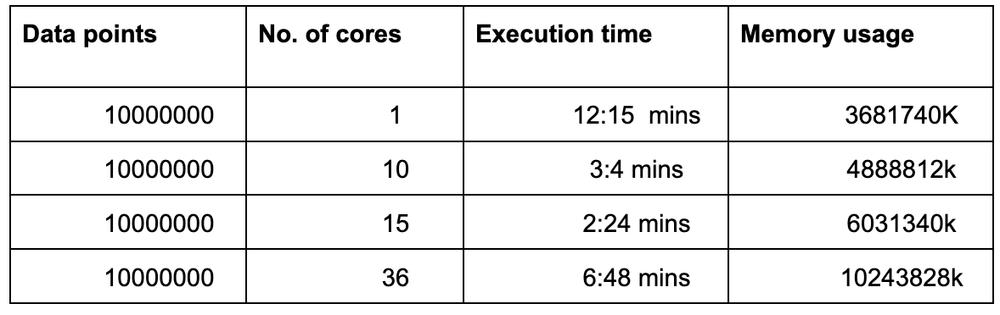 Data points No. of cores Execution time Memory usage
10000000 1 12:15 mins 3681740K
10000000 10 3:4 mins 4888812k
10000000 15 2:24 mins 6031340k
10000000 36 6:48 mins 10243828k